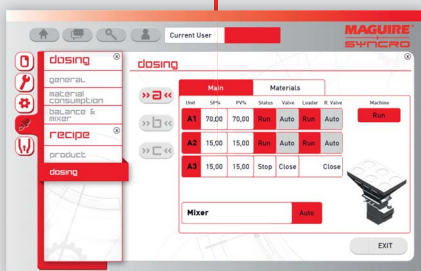 Current User
MAGUIRE
SYNCRO
dosing
general
material
consumption
balance &
mixer
recipe
product
dosing
dosing
Main Materials
Unit SP% PV% Status Valve Loader R. Valve Machine
Run
A1 70,00 70,00 Run Auto Run Auto
A2 15,00 15,00 Run Auto Run Auto
A3 15,00 15,00 Stop Close Close
Mixer Auto
EXIT
>> a <<
>> b <<
>> c <<